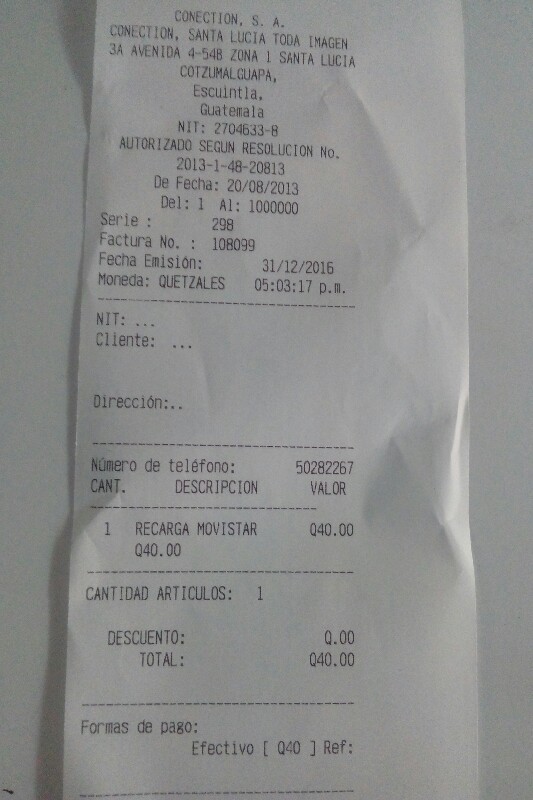 CONECTION, S. A.
CONECTION, SANTA LUCIA TODA IMAGEN
3A AVENIDA 4-54B ZONA 1 SANTA LUCIA
COTZUMALGUAPA,
Escuintla,
Guatemala
NIT: 2704633-8
AUTORIZADO SEGUN RESOLUCION No.
2013-1-48-20813
De Fecha: 20/08/2013
Del: 1 Al: 1000000
Serie : 298
Factura No. : 108099
Fecha Emisión: 31/12/2016
Moneda: QUETZALES 05:03:17 p.m.
NIT: ...
Cliente: ...
Dirección:..
Número de teléfono: 50282267
CANT. DESCRIPCION VALOR
1 RECARGA MOVISTAR Q40.00
Q40.00
CANTIDAD ARTICULOS: 1
DESCUENTO: Q.00
TOTAL: Q40.00
Formas de pago:
Efectivo [ Q40 ] Ref: